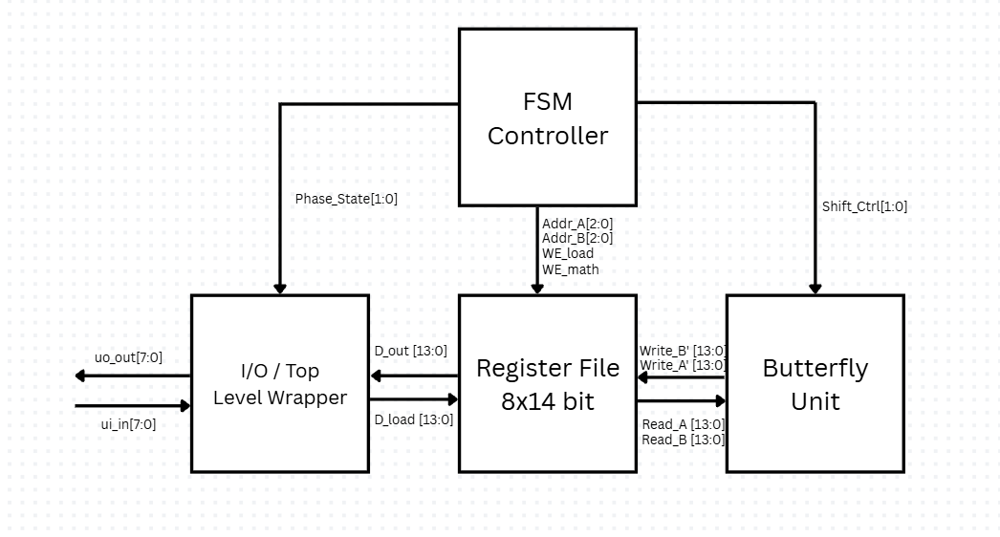 FSM
Controller
Phase_State[1:0]
Shift_Ctrl[1:0]
Addr_A[2:0]
Addr_B[2:0]
WE_load
WE_math
uo_out[7:0]
ui_in[7:0]
I/O / Top
Level Wrapper
D_out [13:0]
D_load [13:0]
Register File
8x14 bit
Write_B' [13:0]
Write_A' [13:0]
Read_A [13:0]
Read_B [13:0]
Butterfly
Unit